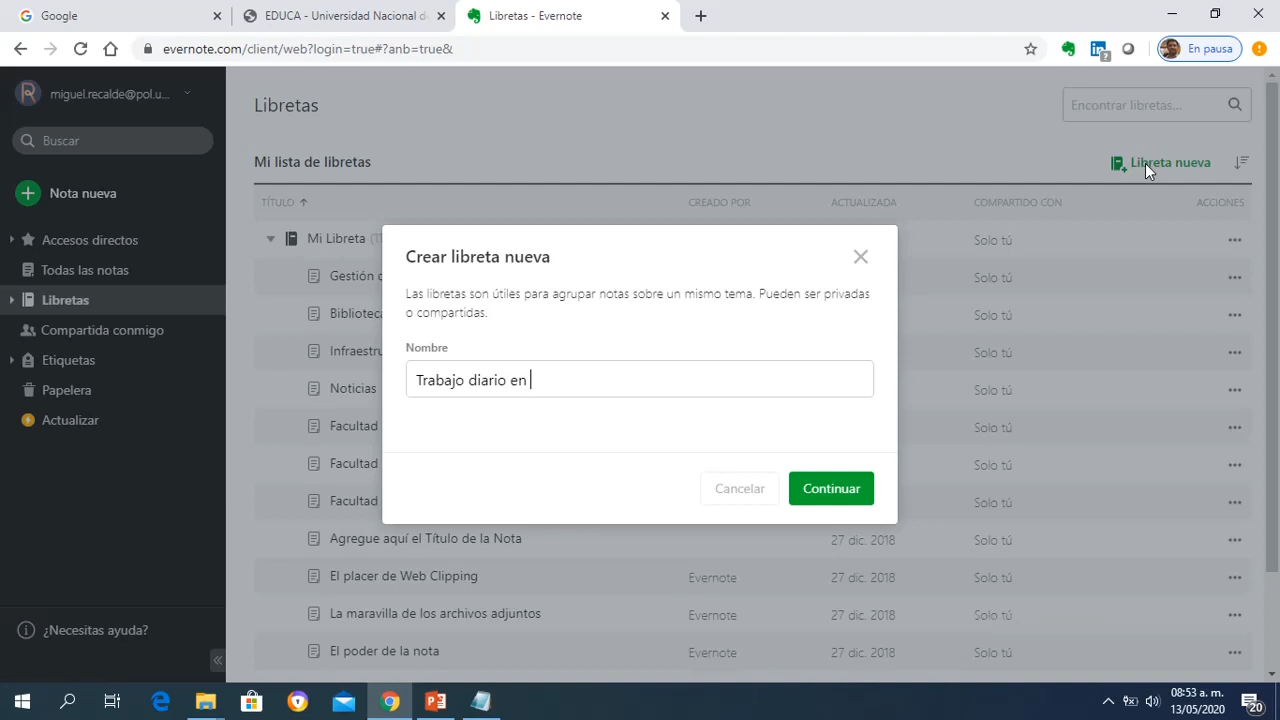 Google
EDUCA - Universidad Nacional de
Libretas - Evernote
evernote.com/client/web?login=true#?anb=true&
En pausa
miguel.recalde@pol.u...
Buscar
Nota nueva
Accesos directos
Todas las notas
Libretas
Compartida conmigo
Etiquetas
Papelera
Actualizar
¿Necesitas ayuda?
Libretas
Encontrar libretas...
Mi lista de libretas
Libreta nueva
TÍTULO CREADO POR ACTUALIZADA COMPARTIDO CON ACCIONES
Mi Libreta Solo tú
Gestión Solo tú
Solo tú
Solo tú
Noticias Solo tú
Facultad Solo tú
Facultad Solo tú
Facultad Solo tú
Agregue aquí el Título de la Nota 27 dic. 2018 Solo tú
El placer de Web Clipping Evernote 27 dic. 2018 Solo tú
La maravilla de los archivos adjuntos Evernote 27 dic. 2018 Solo tú
El poder de la nota Evernote 27 dic. 2018 Solo tú
Crear libreta nueva
Las libretas son útiles para agrupar notas sobre un mismo tema. Pueden ser privadas
o compartidas.
Nombre
Trabajo diario en
Cancelar
Continuar
08:53 a. m.
13/05/2020
20